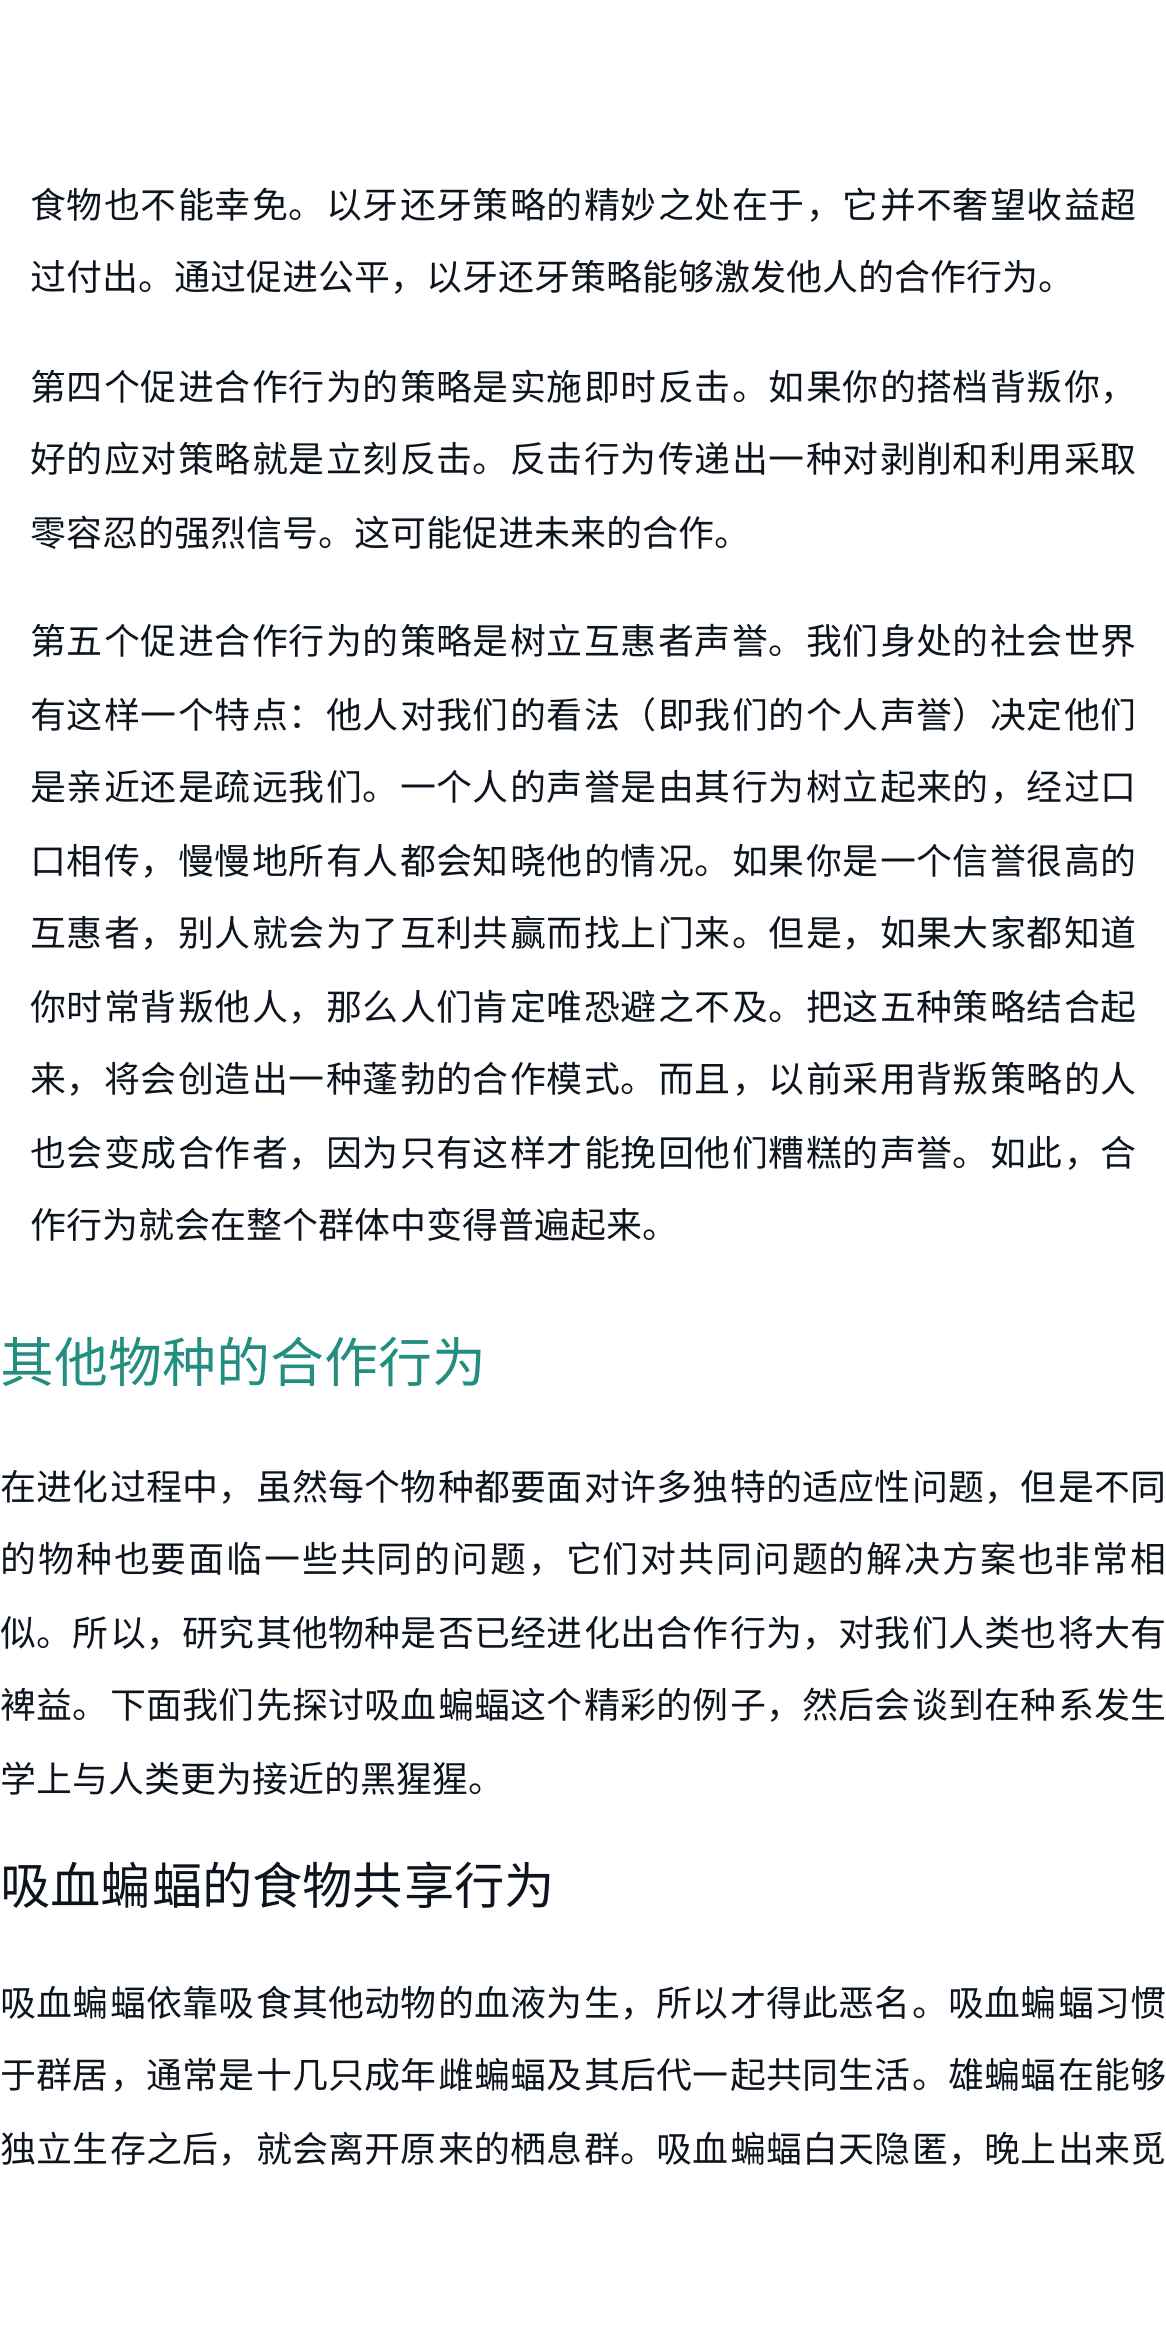 食物也不能幸免。以牙还牙策略的精妙之处在于，它并不奢望收益超
过付出。通过促进公平，以牙还牙策略能够激发他人的合作行为。
第四个促进合作行为的策略是实施即时反击。如果你的搭档背叛你，
好的应对策略就是立刻反击。反击行为传递出一种对剥削和利用采取
零容忍的强烈信号。这可能促进未来的合作。
第五个促进合作行为的策略是树立互惠者声誉。我们身处的社会世界
有这样一个特点：他人对我们的看法（即我们的个人声誉）决定他们
是亲近还是疏远我们。一个人的声誉是由其行为树立起来的，经过口
口相传，慢慢地所有人都会知晓他的情况。如果你是一个信誉很高的
互惠者，别人就会为了互利共赢而找上门来。但是，如果大家都知道
你时常背叛他人，那么人们肯定唯恐避之不及。把这五种策略结合起
来，将会创造出一种蓬勃的合作模式。而且，以前采用背叛策略的人
也会变成合作者，因为只有这样才能挽回他们糟糕的声誉。如此，合
作行为就会在整个群体中变得普遍起来。
其他物种的合作行为
在进化过程中，虽然每个物种都要面对许多独特的适应性问题，但是不同
的物种也要面临一些共同的问题，它们对共同问题的解决方案也非常相
似。所以，研究其他物种是否已经进化出合作行为，对我们人类也将大有
裨益。下面我们先探讨吸血蝙蝠这个精彩的例子，然后会谈到在种系发生
学上与人类更为接近的黑猩猩。
吸血蝙蝠的食物共享行为
吸血蝙蝠依靠吸食其他动物的血液为生，所以才得此恶名。吸血蝙蝠习惯
于群居，通常是十几只成年雌蝙蝠及其后代一起共同生活。雄蝙蝠在能够
独立生存之后，就会离开原来的栖息群。吸血蝙蝠白天隐匿，晚上出来觅